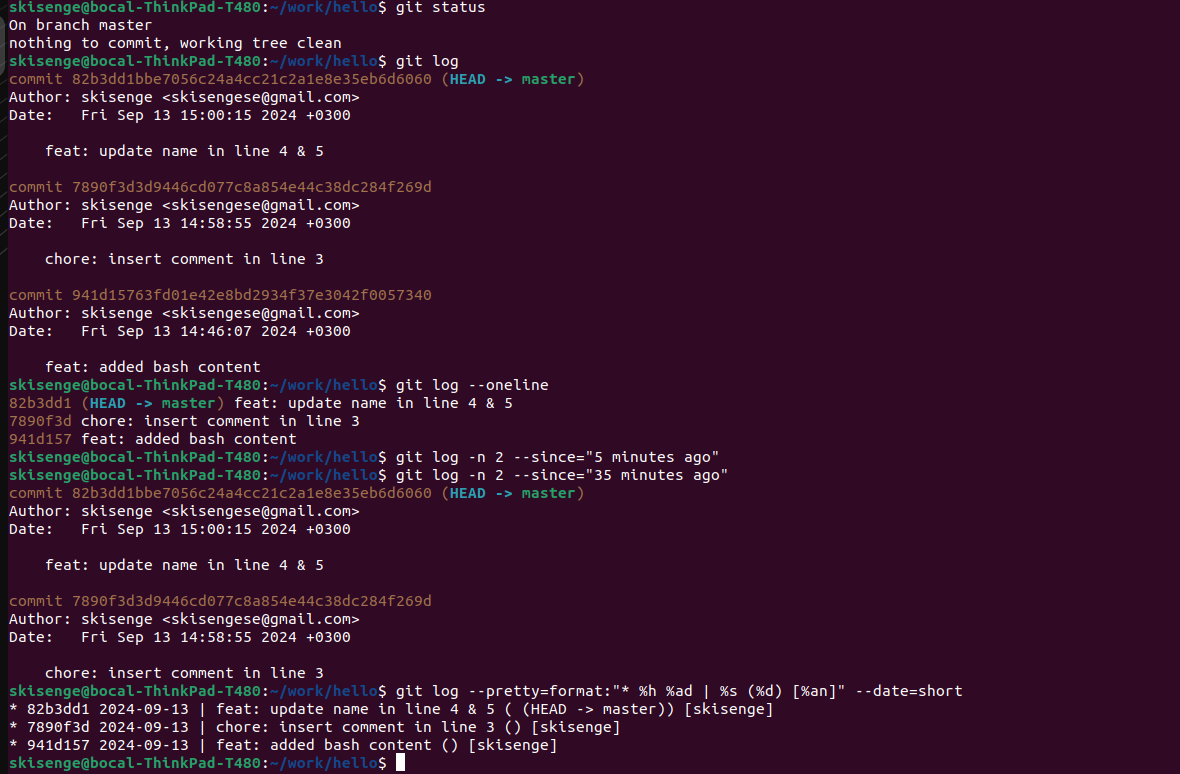 skisenge@bocal-ThinkPad-T480:~/work/hello$ git status
On branch master
nothing to commit, working tree clean
skisenge@bocal-ThinkPad-T480:~/work/hello$ git log
commit 82b3dd1bbe7056c24a4cc21c2a1e8e35eb6d6060 (HEAD -> master)
Author: skisenge <skisengese@gmail.com>
Date:   Fri Sep 13 15:00:15 2024 +0300

    feat: update name in line 4 & 5

commit 7890f3d3d9446cd077c8a854e44c38dc284f269d
Author: skisenge <skisengese@gmail.com>
Date:   Fri Sep 13 14:58:55 2024 +0300

    chore: insert comment in line 3

commit 941d15763fd01e42e8bd2934f37e3042f0057340
Author: skisenge <skisengese@gmail.com>
Date:   Fri Sep 13 14:46:07 2024 +0300

    feat: added bash content
skisenge@bocal-ThinkPad-T480:~/work/hello$ git log --oneline
82b3dd1 (HEAD -> master) feat: update name in line 4 & 5
7890f3d chore: insert comment in line 3
941d157 feat: added bash content
skisenge@bocal-ThinkPad-T480:~/work/hello$ git log -n 2 --since="5 minutes ago"
skisenge@bocal-ThinkPad-T480:~/work/hello$ git log -n 2 --since="35 minutes ago"
commit 82b3dd1bbe7056c24a4cc21c2a1e8e35eb6d6060 (HEAD -> master)
Author: skisenge <skisengese@gmail.com>
Date:   Fri Sep 13 15:00:15 2024 +0300

    feat: update name in line 4 & 5

commit 7890f3d3d9446cd077c8a854e44c38dc284f269d
Author: skisenge <skisengese@gmail.com>
Date:   Fri Sep 13 14:58:55 2024 +0300

    chore: insert comment in line 3
skisenge@bocal-ThinkPad-T480:~/work/hello$ git log --pretty=format:"* %h %ad | %s (%d) [%an]" --date=short
* 82b3dd1 2024-09-13 | feat: update name in line 4 & 5 ( (HEAD -> master)) [skisenge]
* 7890f3d 2024-09-13 | chore: insert comment in line 3 () [skisenge]
* 941d157 2024-09-13 | feat: added bash content () [skisenge]
skisenge@bocal-ThinkPad-T480:~/work/hello$